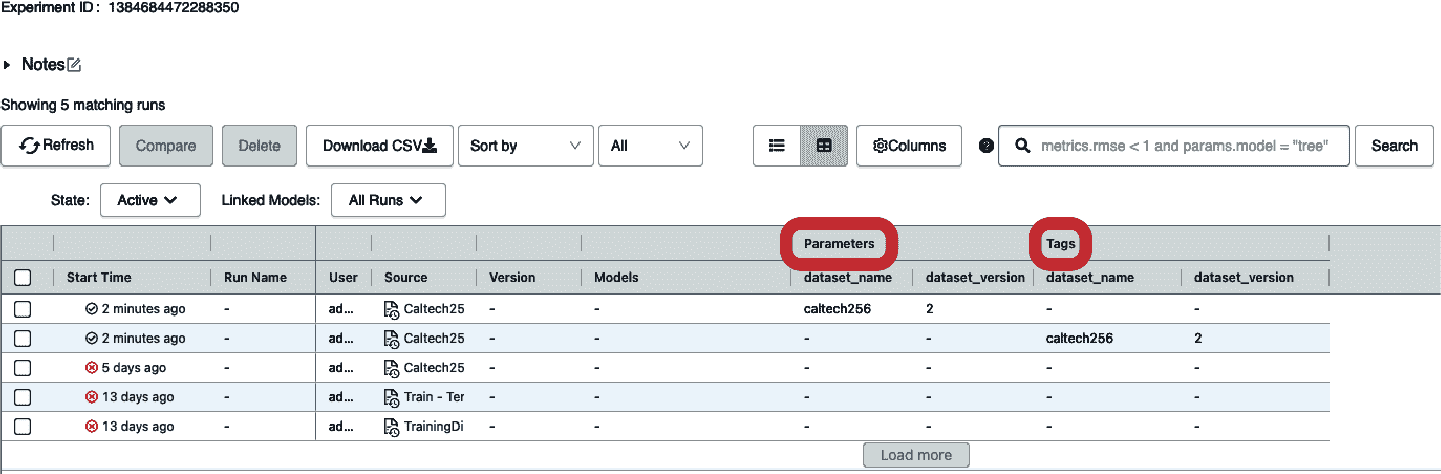 Experiment ID : 1384684472288350
Notes
Showing 5 matching runs
Refresh Compare Delete Download CSV Sort by All Columns ? metrics.rmse < 1 and params.model = "tree" Search
State: Active Linked Models: All Runs
Parameters Tags
Start Time Run Name User Source Version Models dataset_name dataset_version dataset_name dataset_version
2 minutes ago - ad... Caltech25 - - caltech256 2 - -
2 minutes ago - ad... Caltech25 - - - - caltech256 2
5 days ago - ad... Caltech25 - - - - - -
13 days ago - ad... Train - Ter - - - - - -
13 days ago - ad... TrainingDi - - - - - -
Load more